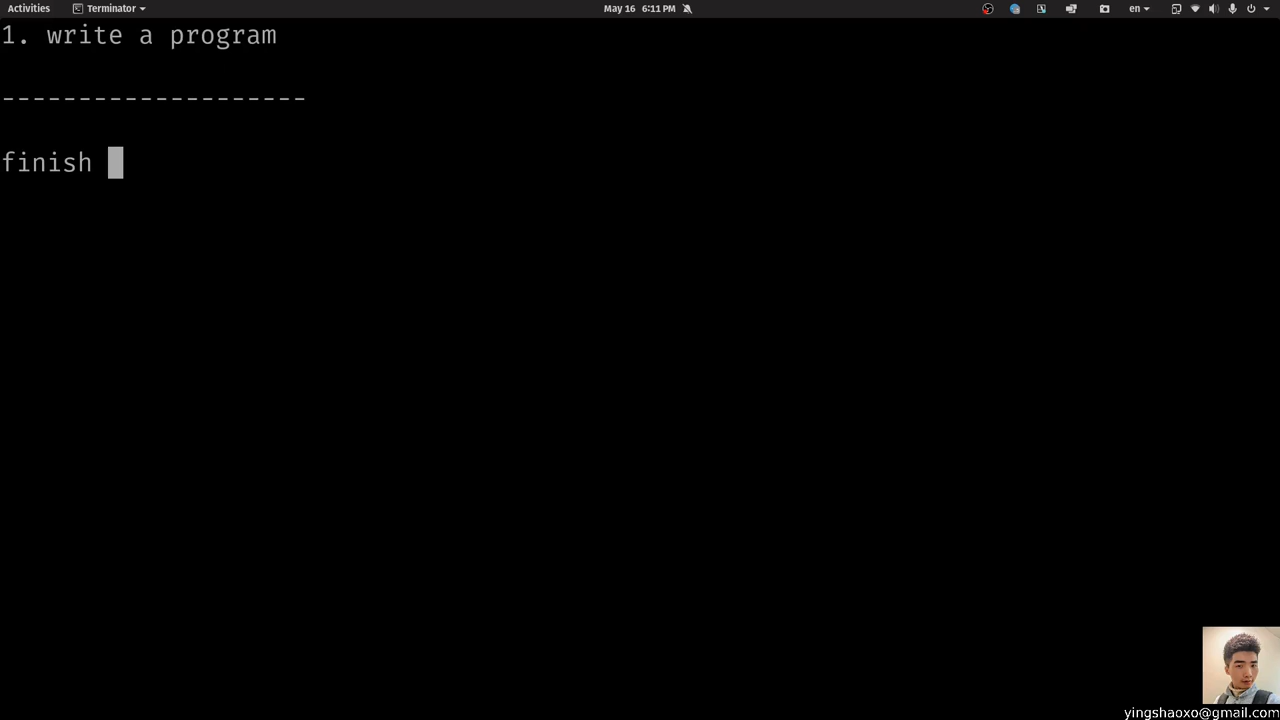 Activities Terminator May 16 6:11 PM en
1. write a program
--------------------
finish
yingshaoxo@gmail.com